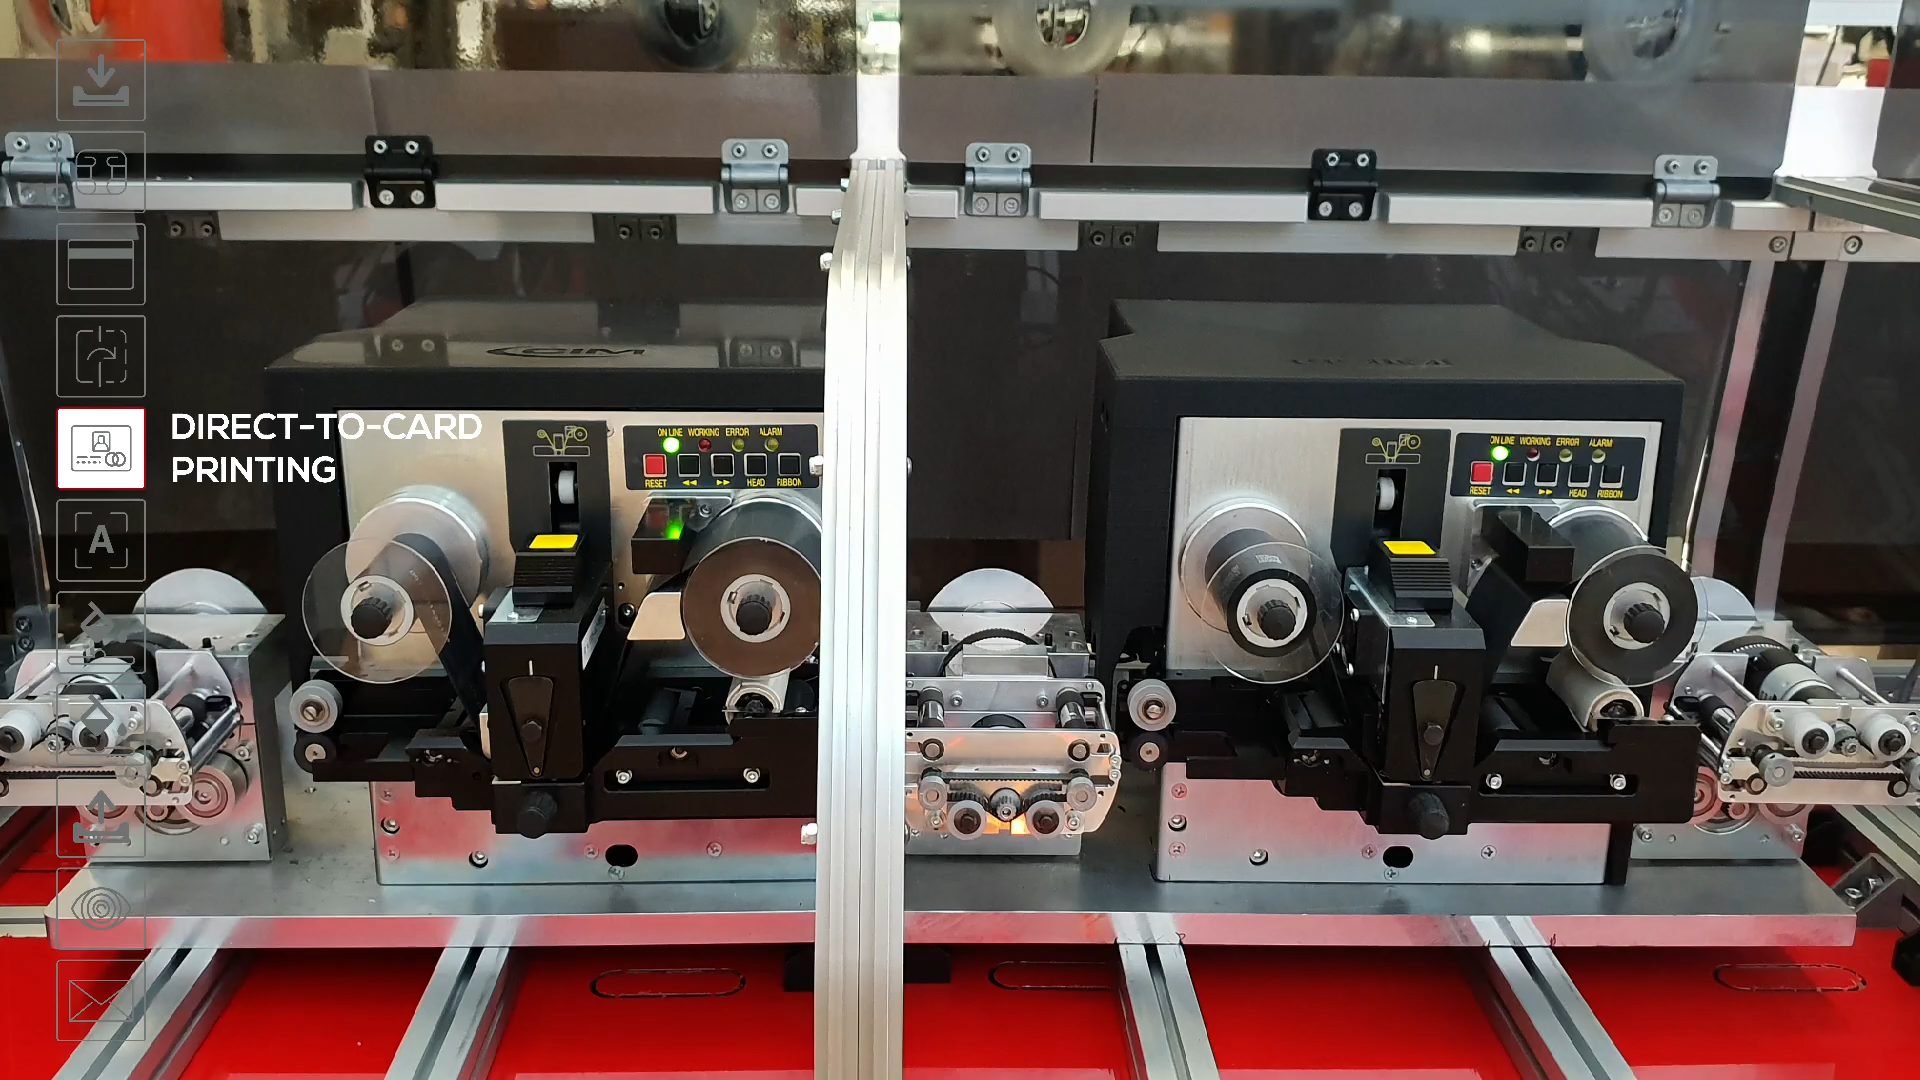 CIM
DIRECT-TO-CARD
PRINTING
A
ON LINE WORKING ERROR ALARM
RESET ◀◀ ▶▶ HEAD RIBBON
ON LINE WORKING ERROR ALARM
RESET ◀◀ ▶▶ HEAD RIBBON